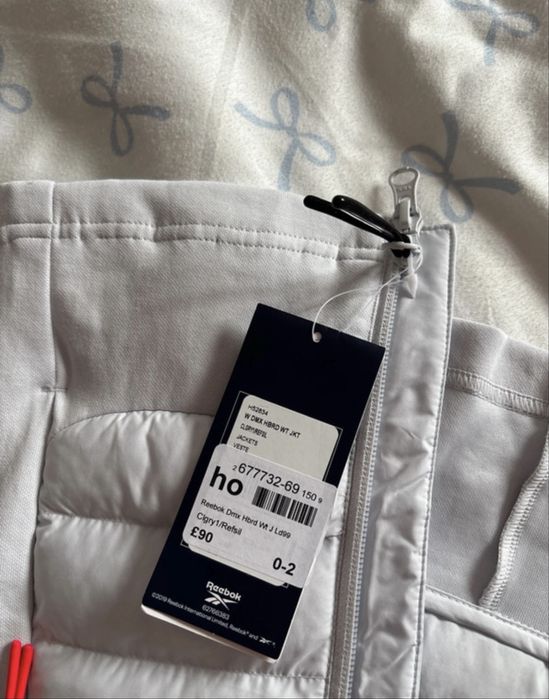 H52834
W DMX HBRD WT JKT
CLGRY1/REFSIL
JACKETS
VESTE
2 677732-69 150 9
ho
Reebok Dmx Hbrd Wt J Ld99
Clgry1/Refsil
£90
0-2
Reebok
62766383
©2019 Reebok International Limited, Reebok® and